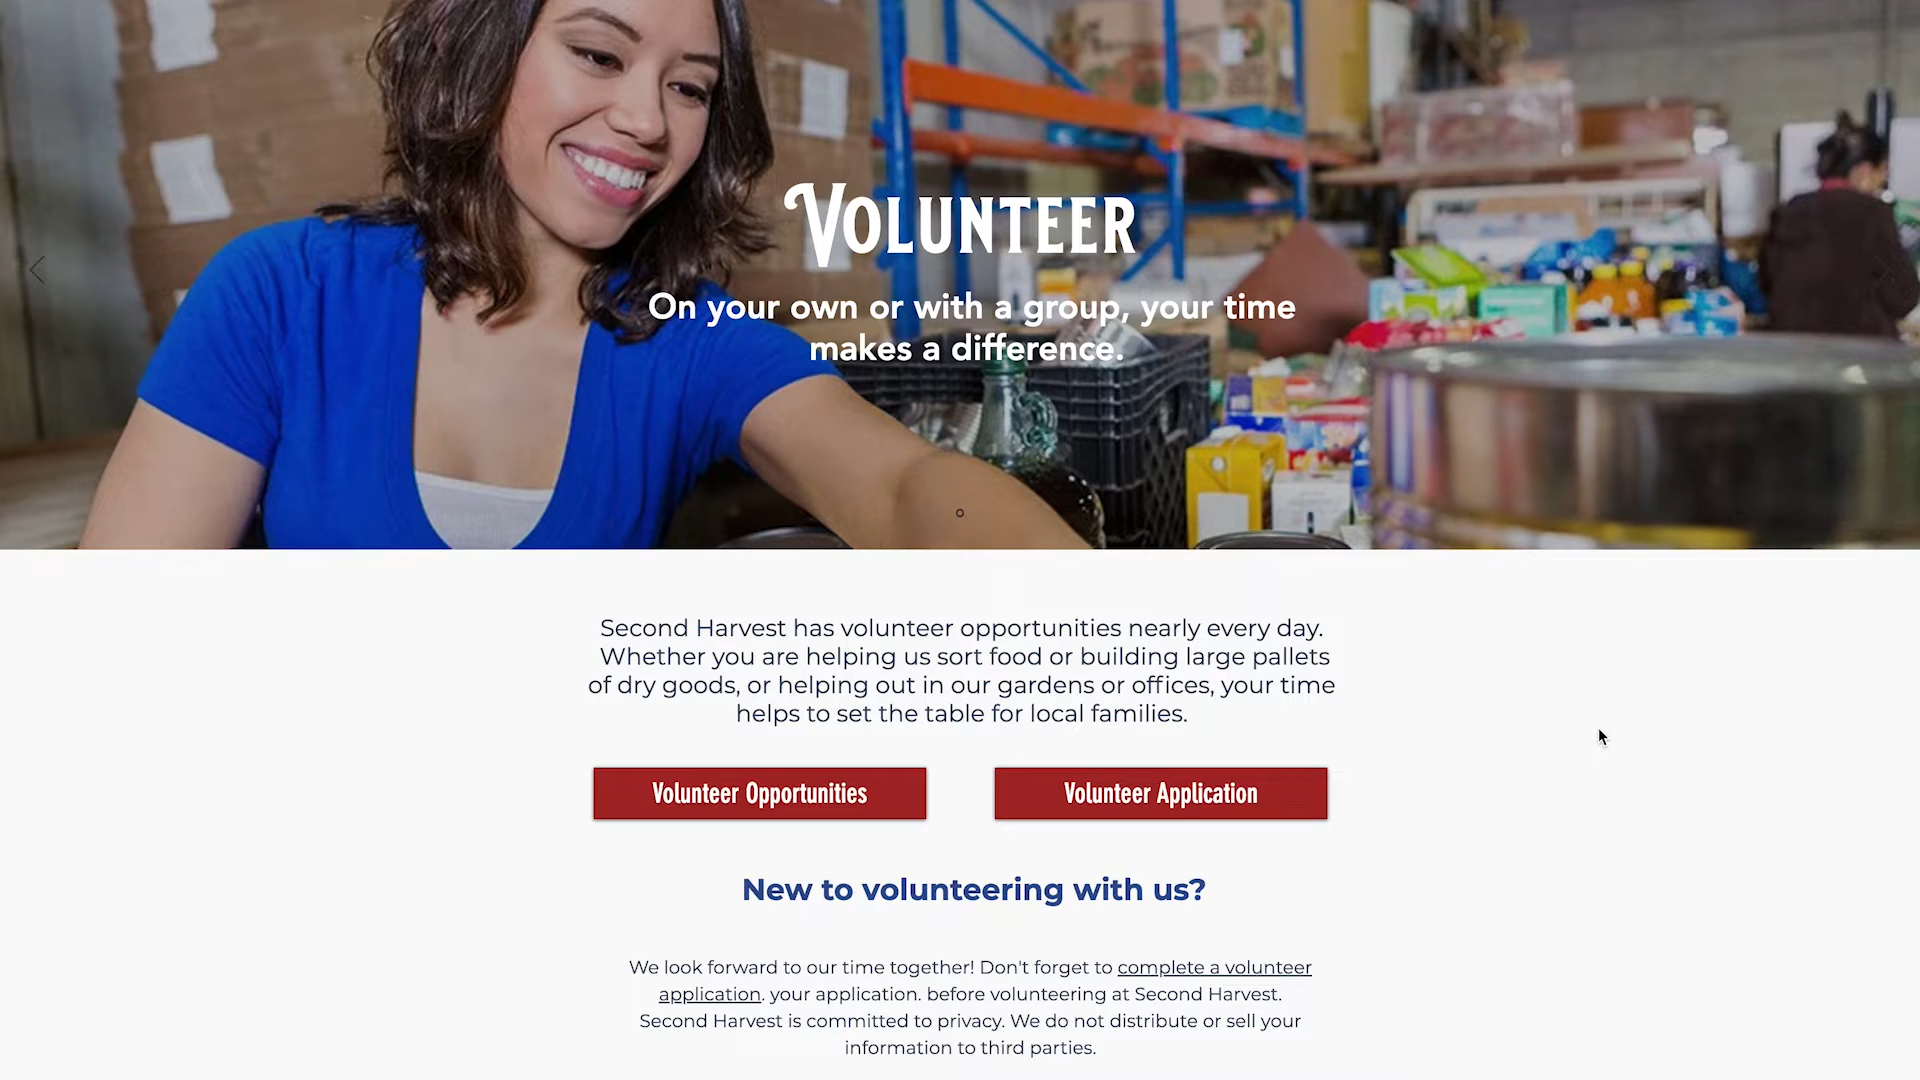 VOLUNTEER
On your own or with a group, your time
makes a difference.
Second Harvest has volunteer opportunities nearly every day.
Whether you are helping us sort food or building large pallets
of dry goods, or helping out in our gardens or offices, your time
helps to set the table for local families.
Volunteer Opportunities
Volunteer Application
New to volunteering with us?
We look forward to our time together! Don't forget to complete a volunteer
application. your application. before volunteering at Second Harvest.
Second Harvest is committed to privacy. We do not distribute or sell your
information to third parties.